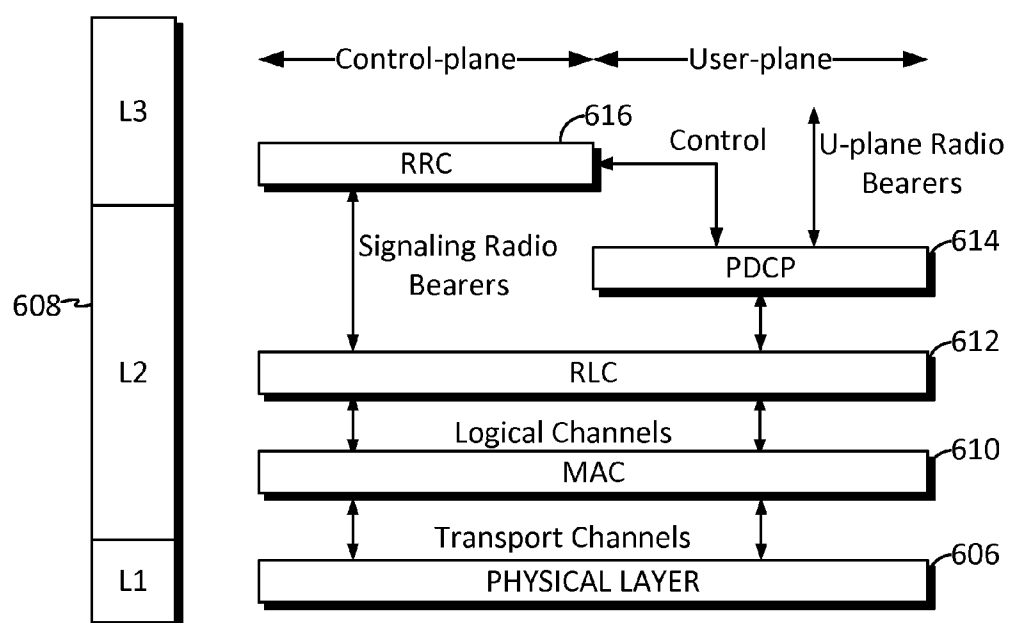 Control-plane
User-plane
L3
616
RRC
Control
U-plane Radio
Bearers
Signaling Radio
Bearers
614
PDCP
608
L2
612
RLC
Logical Channels
610
MAC
Transport Channels
606
L1
PHYSICAL LAYER